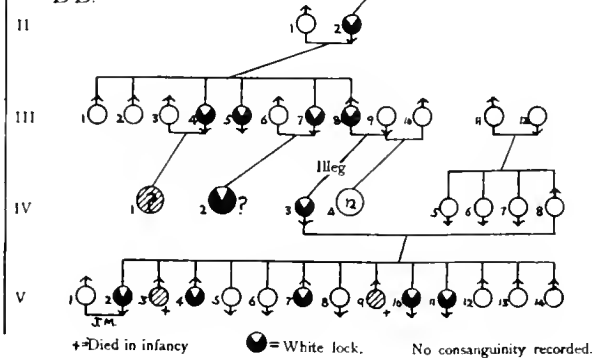 II 1 2
III 1 2 3 4 5 6 7 8 9 10 11 12
Illeg
IV 1 ? 2 ? 3 4 12 5 6 7 8
V 1 2 3 4 5 6 7 8 9 10 11 12 13 14
+ +
J.M.
+=Died in infancy =White lock. No consanguinity recorded.